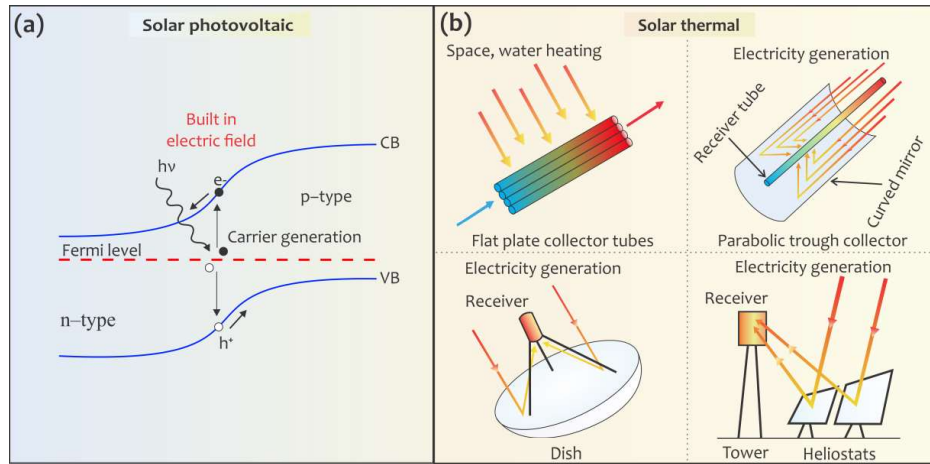 (a)
Solar photovoltaic
Built in
electric field
hν
e-
CB
p–type
Carrier generation
Fermi level
VB
n–type
h⁺
(b)
Solar thermal
Space, water heating
Flat plate collector tubes
Electricity generation
Receiver tube
Curved mirror
Parabolic trough collector
Electricity generation
Receiver
Dish
Electricity generation
Receiver
Tower
Heliostats